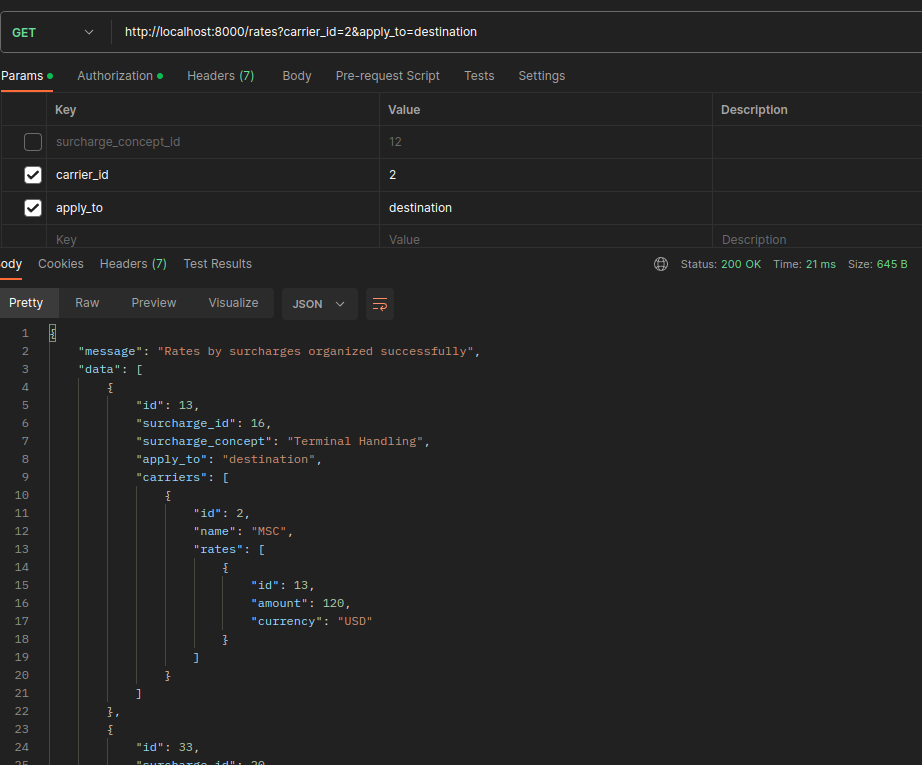 GET http://localhost:8000/rates?carrier_id=2&apply_to=destination
Params Authorization Headers (7) Body Pre-request Script Tests Settings
Key Value Description
surcharge_concept_id 12
carrier_id 2
apply_to destination
Key Value Description
ody Cookies Headers (7) Test Results Status: 200 OK Time: 21 ms Size: 645 B
Pretty Raw Preview Visualize JSON
1 {
2 "message": "Rates by surcharges organized successfully",
3 "data": [
4 {
5 "id": 13,
6 "surcharge_id": 16,
7 "surcharge_concept": "Terminal Handling",
8 "apply_to": "destination",
9 "carriers": [
10 {
11 "id": 2,
12 "name": "MSC",
13 "rates": [
14 {
15 "id": 13,
16 "amount": 120,
17 "currency": "USD"
18 }
19 ]
20 }
21 ]
22 },
23 {
24 "id": 33,
25 "surcharge_id": 20,